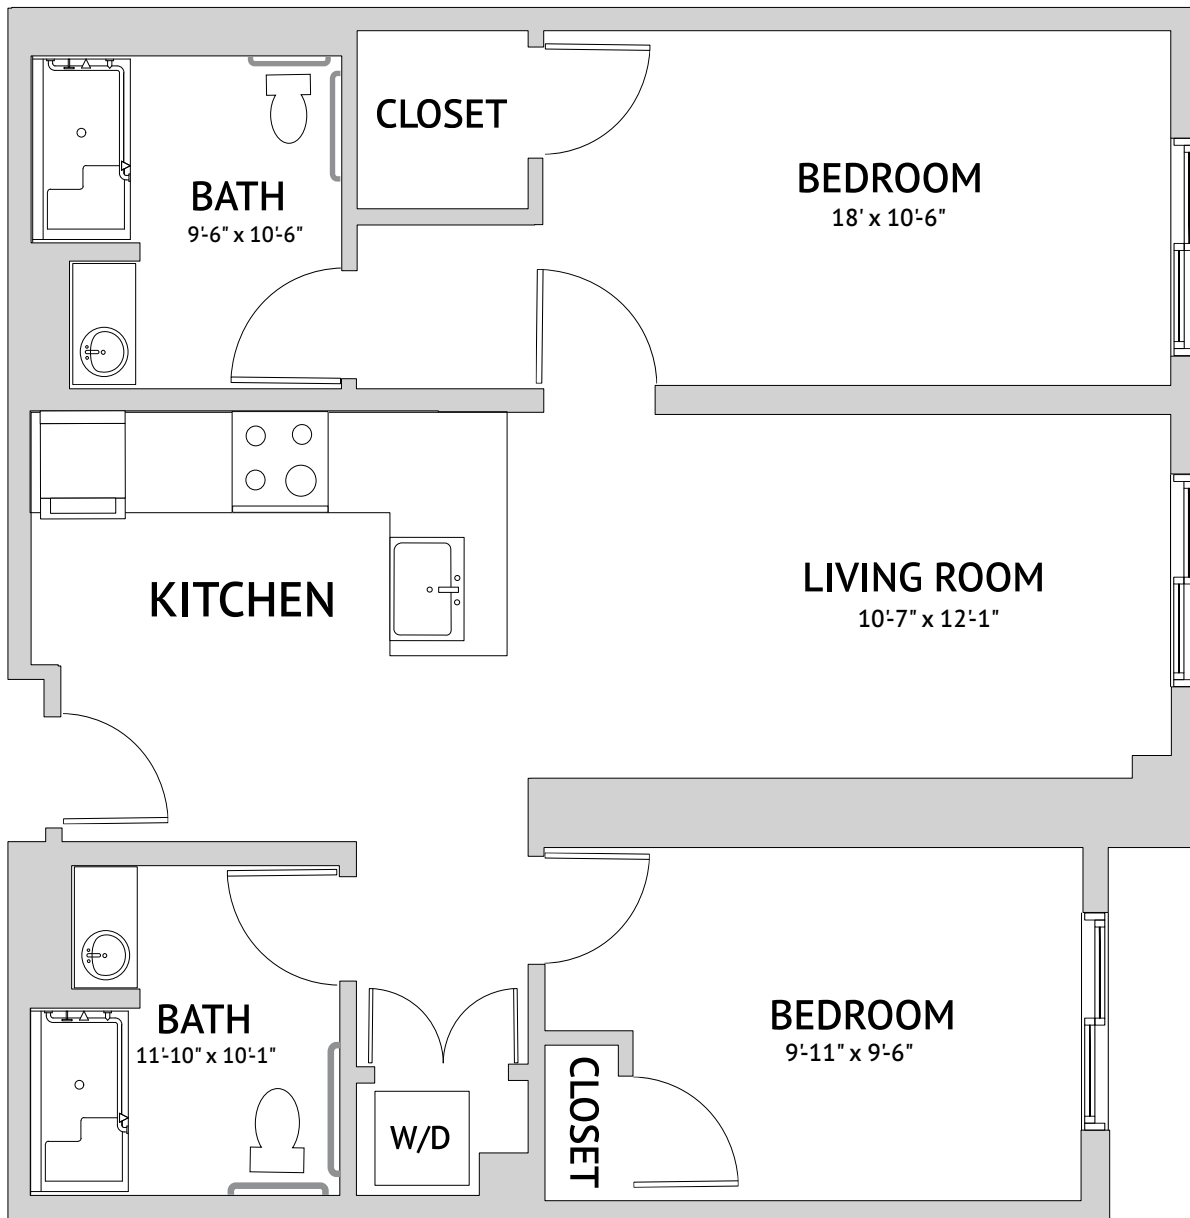 CLOSET
BEDROOM
18' x 10'-6"
BATH
9'-6" x 10'-6"
KITCHEN
LIVING ROOM
10'-7" x 12'-1"
BATH
11'-10" x 10'-1"
BEDROOM
9'-11" x 9'-6"
CLOSET
W/D